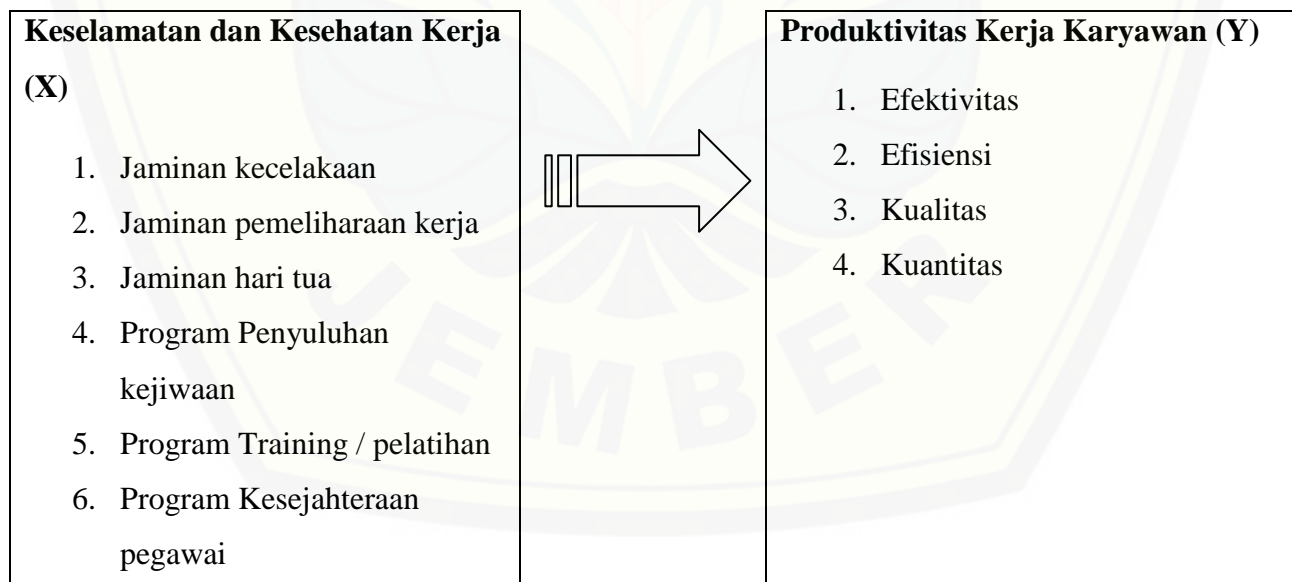 Keselamatan dan Kesehatan Kerja
(X)
1. Jaminan kecelakaan
2. Jaminan pemeliharaan kerja
3. Jaminan hari tua
4. Program Penyuluhan
kejiwaan
5. Program Training / pelatihan
6. Program Kesejahteraan
pegawai
Produktivitas Kerja Karyawan (Y)
1. Efektivitas
2. Efisiensi
3. Kualitas
4. Kuantitas
JEMBER